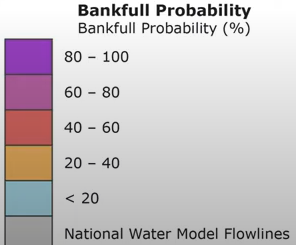 Bankfull Probability
Bankfull Probability (%)
80 – 100
60 – 80
40 – 60
20 – 40
< 20
National Water Model Flowlines